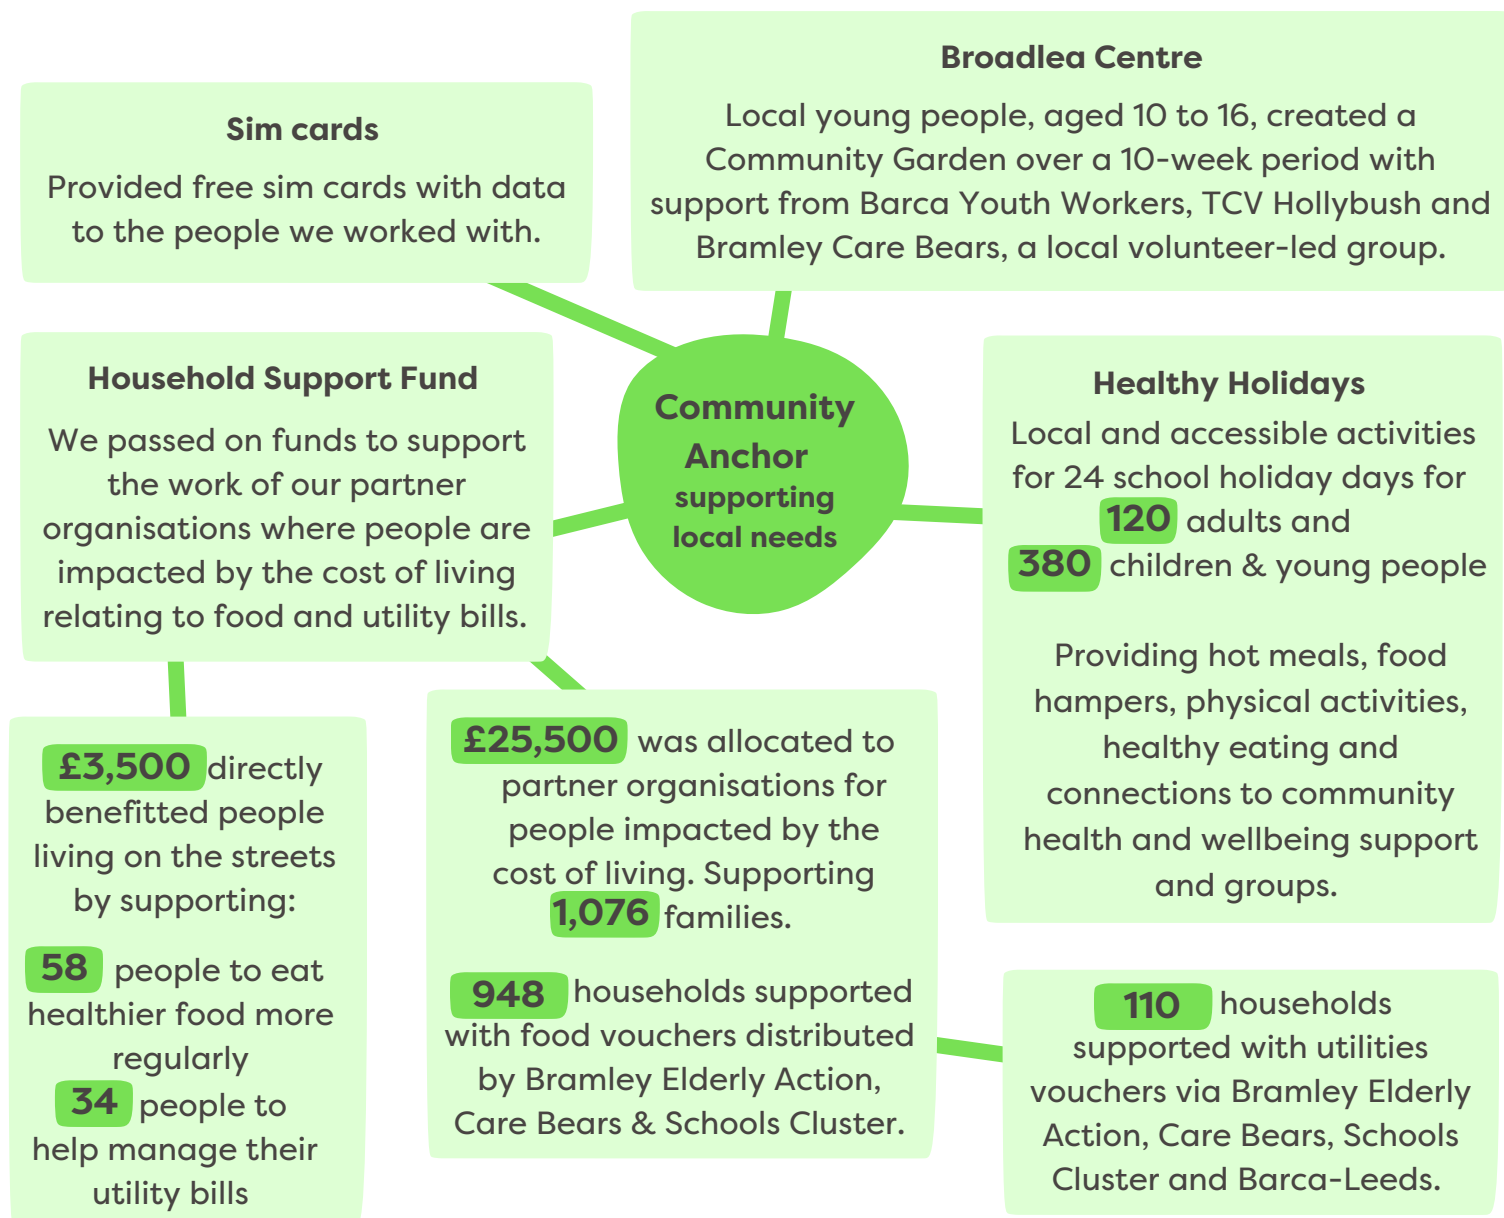 Sim cards
Provided free sim cards with data
to the people we worked with.
Broadlea Centre
Local young people, aged 10 to 16, created a
Community Garden over a 10-week period with
support from Barca Youth Workers, TCV Hollybush and
Bramley Care Bears, a local volunteer-led group.
Community
Anchor
supporting
local needs
Household Support Fund
We passed on funds to support
the work of our partner
organisations where people are
impacted by the cost of living
relating to food and utility bills.
Healthy Holidays
Local and accessible activities
for 24 school holiday days for
120 adults and
380 children & young people
Providing hot meals, food
hampers, physical activities,
healthy eating and
connections to community
health and wellbeing support
and groups.
£3,500 directly
benefitted people
living on the streets
by supporting:
58 people to eat
healthier food more
regularly
34 people to
help manage their
utility bills
£25,500 was allocated to
partner organisations for
people impacted by the
cost of living. Supporting
1,076 families.
948 households supported
with food vouchers distributed
by Bramley Elderly Action,
Care Bears & Schools Cluster.
110 households
supported with utilities
vouchers via Bramley Elderly
Action, Care Bears, Schools
Cluster and Barca-Leeds.